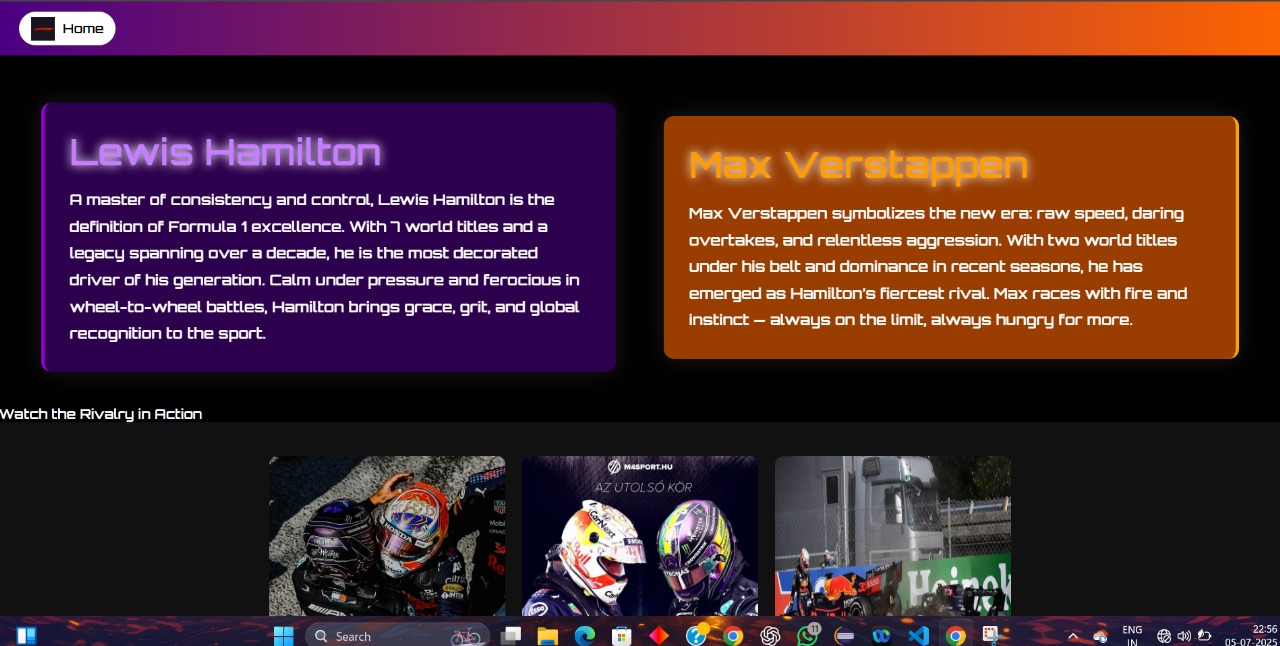 Home
Lewis Hamilton
A master of consistency and control, Lewis Hamilton is the
definition of Formula 1 excellence. With 7 world titles and a
legacy spanning over a decade, he is the most decorated
driver of his generation. Calm under pressure and ferocious in
wheel-to-wheel battles, Hamilton brings grace, grit, and global
recognition to the sport.
Max Verstappen
Max Verstappen symbolizes the new era: raw speed, daring
overtakes, and relentless aggression. With two world titles
under his belt and dominance in recent seasons, he has
emerged as Hamilton's fiercest rival. Max races with fire and
instinct — always on the limit, always hungry for more.
Watch the Rivalry in Action
HONDA
M4SPORT.HU
AZ UTOLSÓ KÖR
CarNext
PETRONAS
Esso
Search
11
ENG
IN
22:56
05-07-2025